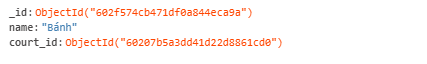 _id: ObjectId("602f574cb471df0a844eca9a")
name: "Bánh"
court_id: ObjectId("60207b5a3dd41d22d8861cd0")